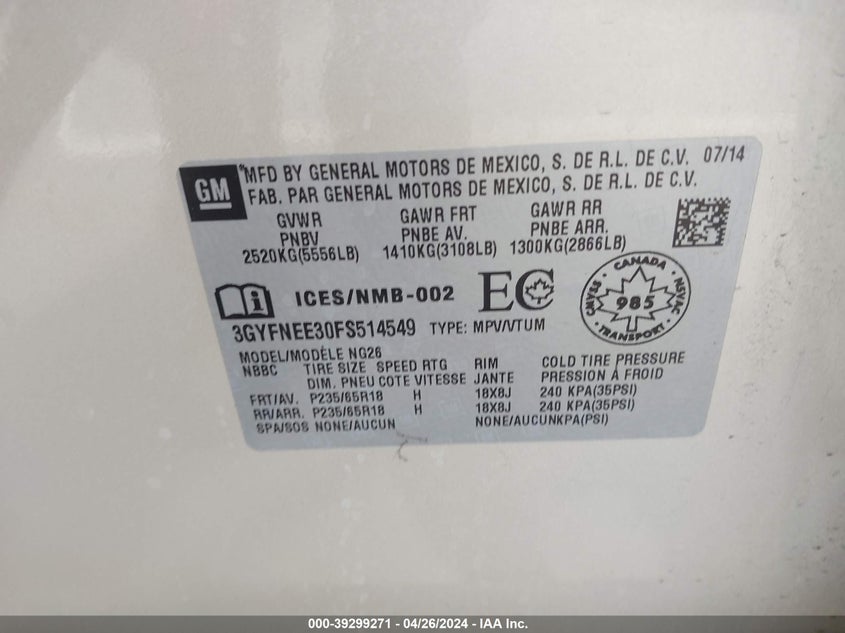 GM
*MFD BY GENERAL MOTORS DE MEXICO, S. DE R.L. DE C.V. 07/14
FAB. PAR GENERAL MOTORS DE MEXICO, S. DE R.L. DE C.V.
GVWR GAWR FRT GAWR RR
PNBV PNBE AV. PNBE ARR.
2520KG(5556LB) 1410KG(3108LB) 1300KG(2866LB)
i ICES/NMB-002 EC
CANADA
SVAC NSVAC
985
TRANSPORT
3GYFNEE30FS514549 TYPE: MPV/VTUM
MODEL/MODÈLE NG26
NBBC TIRE SIZE SPEED RTG RIM COLD TIRE PRESSURE
DIM. PNEU COTE VITESSE JANTE PRESSION À FROID
FRT/AV. P235/65R18 H 18X8J 240 KPA(35PSI)
RR/ARR. P235/65R18 H 18X8J 240 KPA(35PSI)
SPA/SOS NONE/AUCUN NONE/AUCUNKPA(PSI)
000-39299271 - 04/26/2024 - IAA Inc.